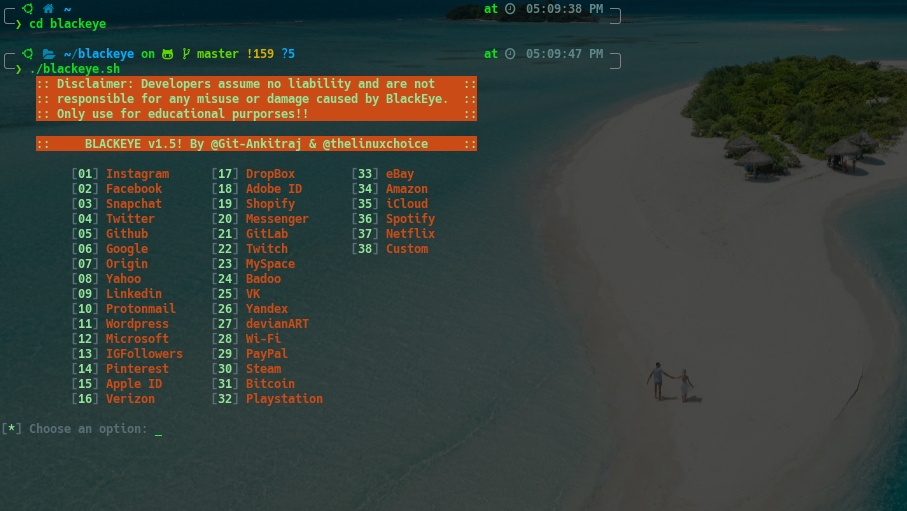 ~ at 05:09:38 PM
❯ cd blackeye
~/blackeye on master !159 ?5 at 05:09:47 PM
❯ ./blackeye.sh
:: Disclaimer: Developers assume no liability and are not ::
:: responsible for any misuse or damage caused by BlackEye. ::
:: Only use for educational purporses!! ::
:: BLACKEYE v1.5! By @Git-Ankitraj & @thelinuxchoice ::
[01] Instagram [17] DropBox [33] eBay
[02] Facebook [18] Adobe ID [34] Amazon
[03] Snapchat [19] Shopify [35] iCloud
[04] Twitter [20] Messenger [36] Spotify
[05] Github [21] GitLab [37] Netflix
[06] Google [22] Twitch [38] Custom
[07] Origin [23] MySpace
[08] Yahoo [24] Badoo
[09] Linkedin [25] VK
[10] Protonmail [26] Yandex
[11] Wordpress [27] devianART
[12] Microsoft [28] Wi-Fi
[13] IGFollowers [29] PayPal
[14] Pinterest [30] Steam
[15] Apple ID [31] Bitcoin
[16] Verizon [32] Playstation
[*] Choose an option: _